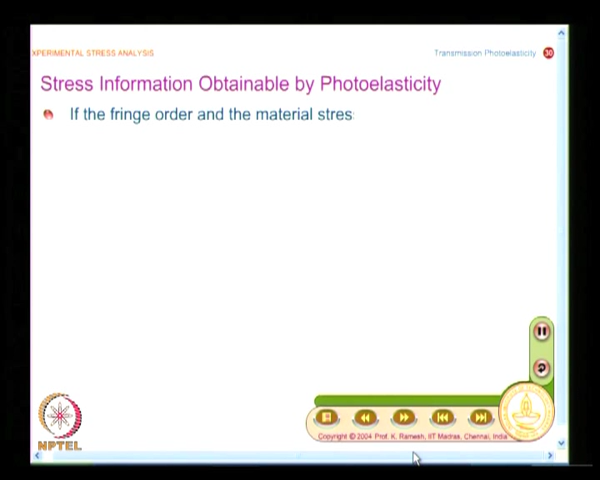 XPERIMENTAL STRESS ANALYSIS
Transmission Photoelasticity 30
Stress Information Obtainable by Photoelasticity
If the fringe order and the material stres
Copyright © 2004 Prof. K. Ramesh, IIT Madras, Chennai, India
NPTEL